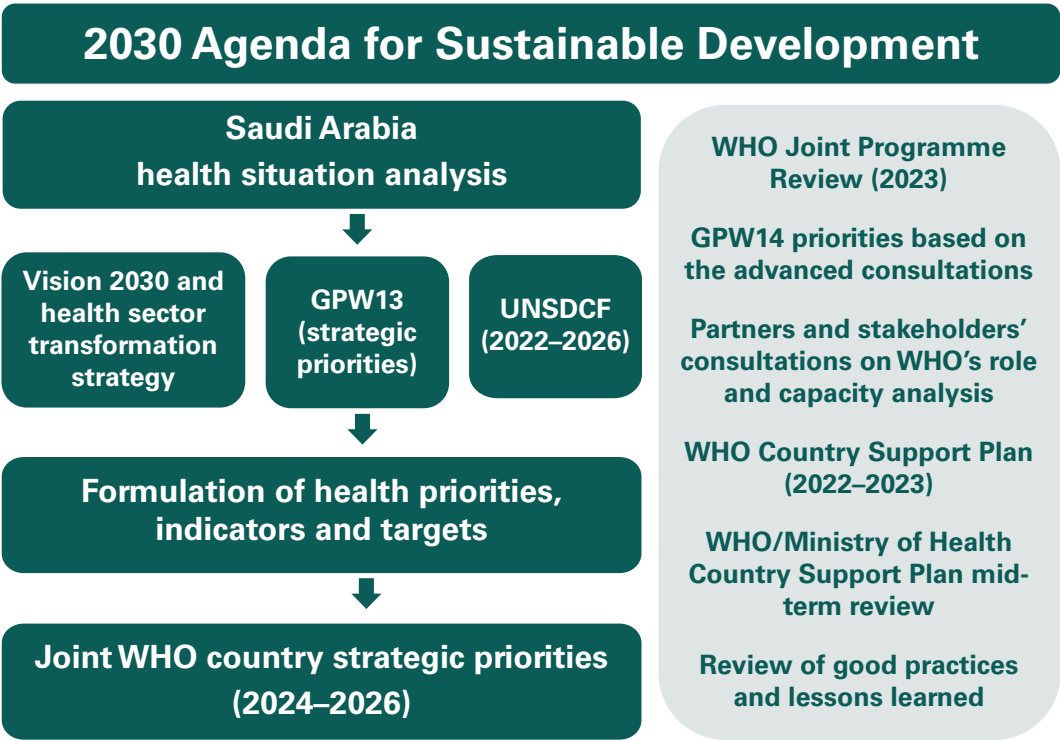 2030 Agenda for Sustainable Development
Saudi Arabia
health situation analysis
Vision 2030 and
health sector
transformation
strategy
GPW13
(strategic
priorities)
UNSDCF
(2022–2026)
Formulation of health priorities,
indicators and targets
Joint WHO country strategic priorities
(2024–2026)
WHO Joint Programme
Review (2023)
GPW14 priorities based on
the advanced consultations
Partners and stakeholders’
consultations on WHO’s role
and capacity analysis
WHO Country Support Plan
(2022–2023)
WHO/Ministry of Health
Country Support Plan mid-
term review
Review of good practices
and lessons learned